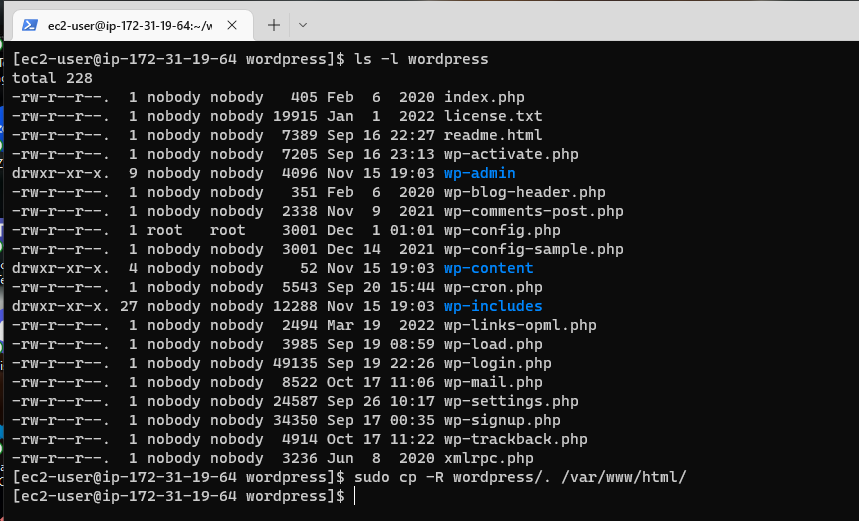 ec2-user@ip-172-31-19-64:~/w
[ec2-user@ip-172-31-19-64 wordpress]$ ls -l wordpress
total 228
-rw-r--r--.  1 nobody nobody   405 Feb  6  2020 index.php
-rw-r--r--.  1 nobody nobody 19915 Jan  1  2022 license.txt
-rw-r--r--.  1 nobody nobody  7389 Sep 16 22:27 readme.html
-rw-r--r--.  1 nobody nobody  7205 Sep 16 23:13 wp-activate.php
drwxr-xr-x.  9 nobody nobody  4096 Nov 15 19:03 wp-admin
-rw-r--r--.  1 nobody nobody   351 Feb  6  2020 wp-blog-header.php
-rw-r--r--.  1 nobody nobody  2338 Nov  9  2021 wp-comments-post.php
-rw-r--r--.  1 root   root    3001 Dec  1 01:01 wp-config.php
-rw-r--r--.  1 nobody nobody  3001 Dec 14  2021 wp-config-sample.php
drwxr-xr-x.  4 nobody nobody    52 Nov 15 19:03 wp-content
-rw-r--r--.  1 nobody nobody  5543 Sep 20 15:44 wp-cron.php
drwxr-xr-x. 27 nobody nobody 12288 Nov 15 19:03 wp-includes
-rw-r--r--.  1 nobody nobody  2494 Mar 19  2022 wp-links-opml.php
-rw-r--r--.  1 nobody nobody  3985 Sep 19 08:59 wp-load.php
-rw-r--r--.  1 nobody nobody 49135 Sep 19 22:26 wp-login.php
-rw-r--r--.  1 nobody nobody  8522 Oct 17 11:06 wp-mail.php
-rw-r--r--.  1 nobody nobody 24587 Sep 26 10:17 wp-settings.php
-rw-r--r--.  1 nobody nobody 34350 Sep 17 00:35 wp-signup.php
-rw-r--r--.  1 nobody nobody  4914 Oct 17 11:22 wp-trackback.php
-rw-r--r--.  1 nobody nobody  3236 Jun  8  2020 xmlrpc.php
[ec2-user@ip-172-31-19-64 wordpress]$ sudo cp -R wordpress/. /var/www/html/
[ec2-user@ip-172-31-19-64 wordpress]$